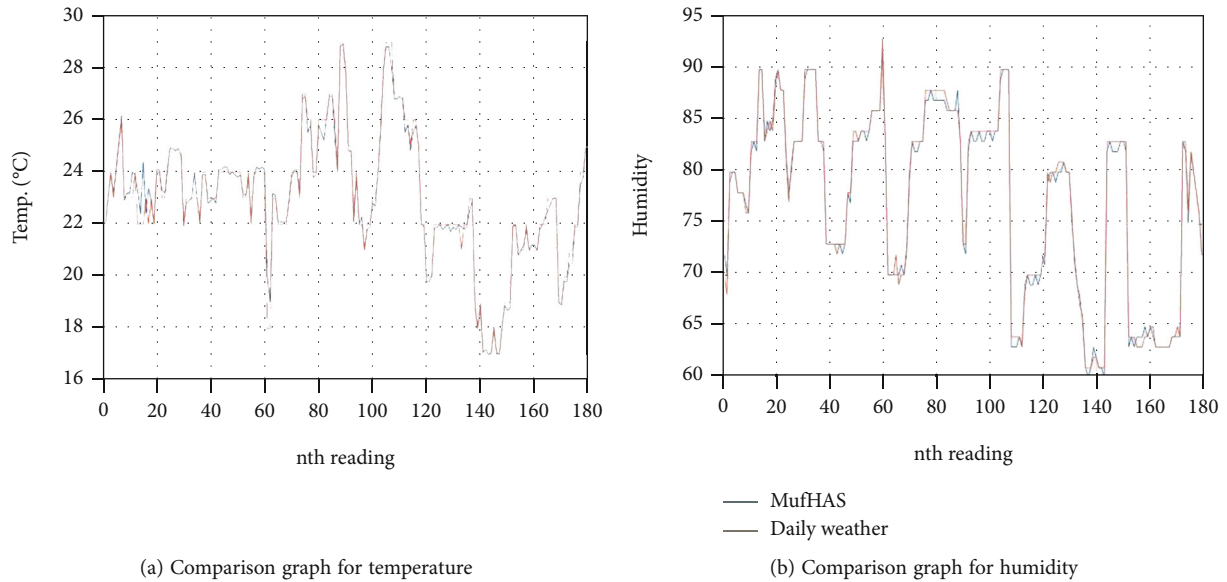 30
28
26
24
22
20
18
16
Temp. (°C)
0 20 40 60 80 100 120 140 160 180
nth reading
(a) Comparison graph for temperature
95
90
85
80
75
70
65
60
Humidity
0 20 40 60 80 100 120 140 160 180
nth reading
MufHAS
Daily weather
(b) Comparison graph for humidity